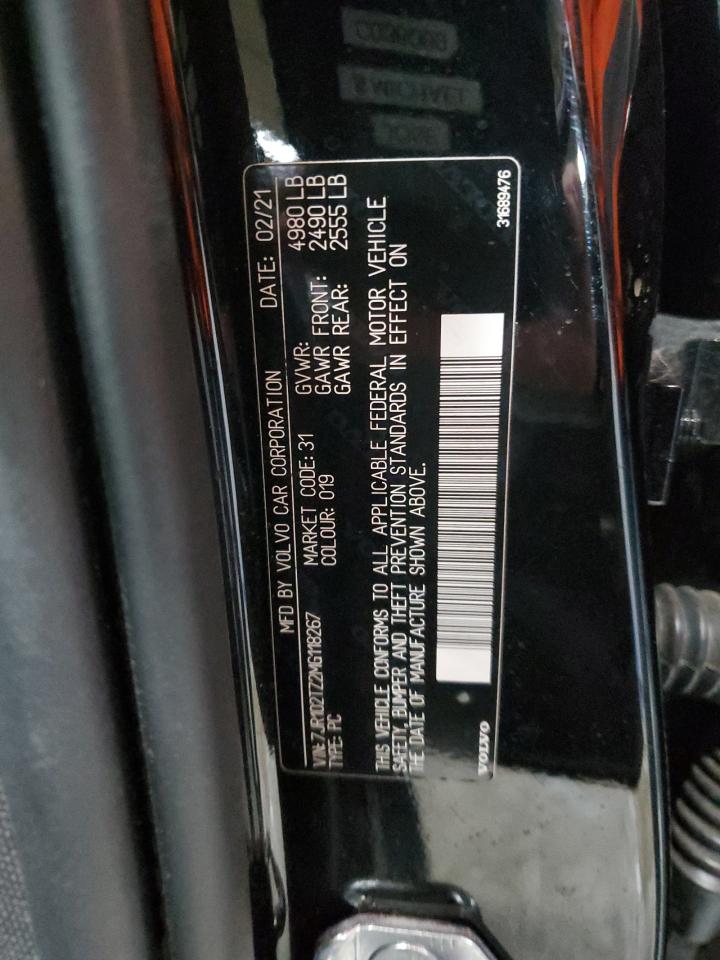 MFD BY VOLVO CAR CORPORATION DATE: 02/21
VIN: 7JR102TZ2MG118267 MARKET CODE: 31 GVWR: 4980 LB
TYPE: PC COLOUR: 019 GAWR FRONT: 2490 LB
GAWR REAR: 2555 LB
THIS VEHICLE CONFORMS TO ALL APPLICABLE FEDERAL MOTOR VEHICLE
SAFETY, BUMPER AND THEFT PREVENTION STANDARDS IN EFFECT ON
THE DATE OF MANUFACTURE SHOWN ABOVE.
VOLVO
31689476